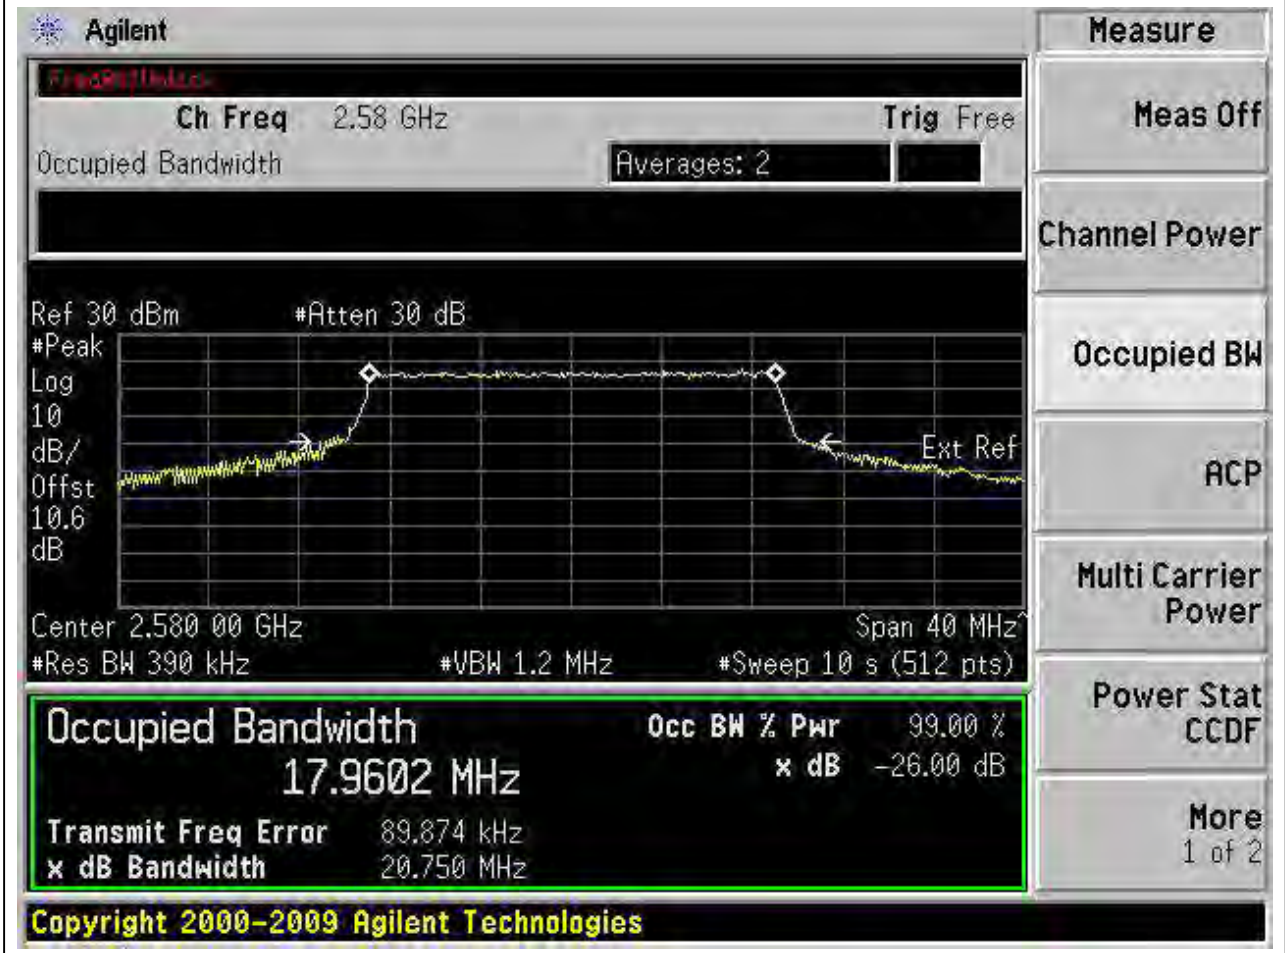 Agilent
Measure
Ch Freq 2.58 GHz Trig Free
Meas Off
Occupied Bandwidth Averages: 2
Channel Power
Ref 30 dBm #Atten 30 dB
#Peak
Log
10
dB/
Offst
10.6
dB
Ext Ref
Occupied BW
ACP
Center 2.580 00 GHz Span 40 MHz^
#Res BW 390 kHz #VBW 1.2 MHz #Sweep 10 s (512 pts)
Multi Carrier
Power
Occupied Bandwidth Occ BW % Pwr 99.00 %
17.9602 MHz x dB -26.00 dB
Transmit Freq Error 89.874 kHz
x dB Bandwidth 20.750 MHz
Power Stat
CCDF
More
1 of 2
Copyright 2000-2009 Agilent Technologies